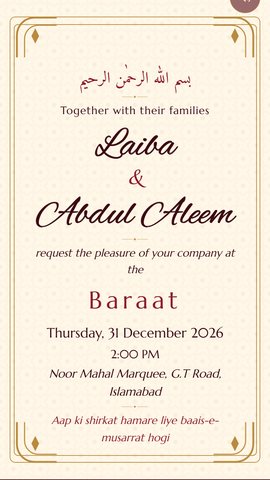 بسم الله الرحمٰن الرحيم
Together with their families
Laiba
&
Abdul Aleem
request the pleasure of your company at
the
Baraat
Thursday, 31 December 2026
2:00 PM
Noor Mahal Marquee, G.T Road,
Islamabad
Aap ki shirkat hamare liye baais-e-
musarrat hogi